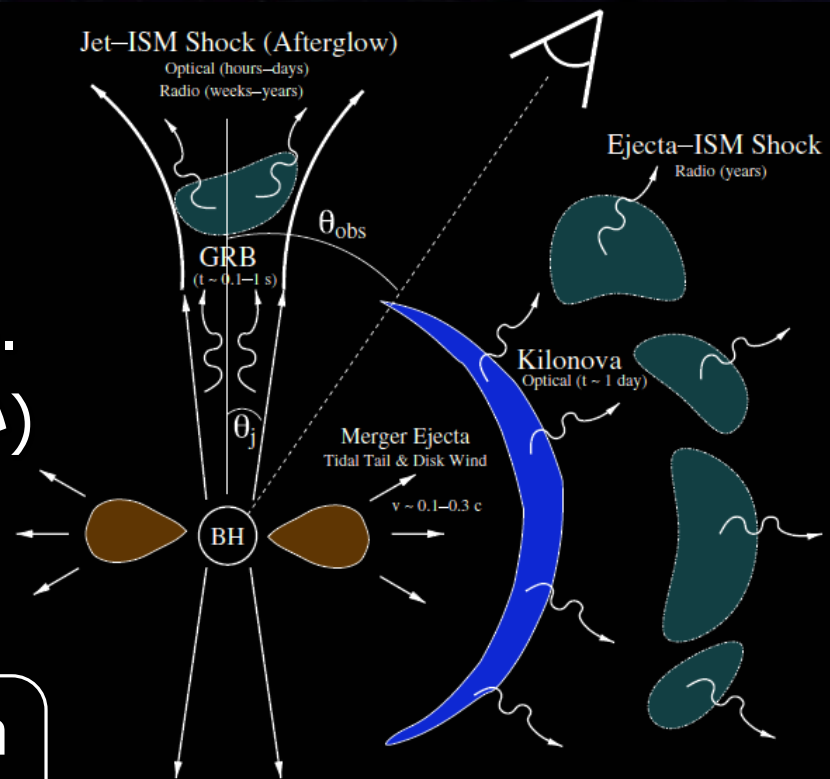 Jet–ISM Shock (Afterglow)
Optical (hours–days)
Radio (weeks–years)
Ejecta–ISM Shock
Radio (years)
θobs
GRB
(t ~ 0.1–1 s)
Kilonova
Optical (t ~ 1 day)
θj
Merger Ejecta
Tidal Tail & Disk Wind
v ~ 0.1–0.3 c
BH